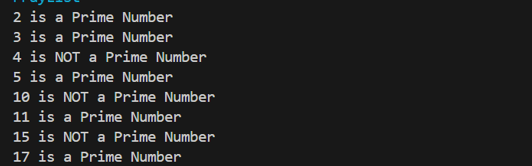 2 is a Prime Number
3 is a Prime Number
4 is NOT a Prime Number
5 is a Prime Number
10 is NOT a Prime Number
11 is a Prime Number
15 is NOT a Prime Number
17 is a Prime Number